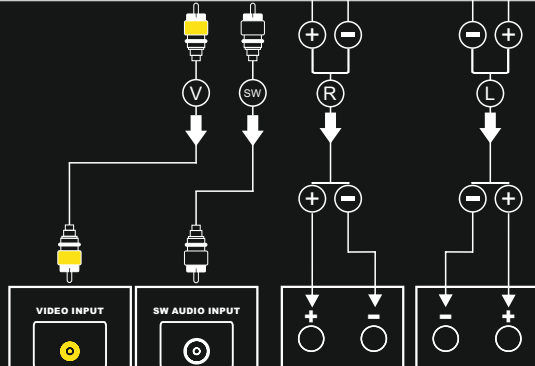 + − − +
V SW R L
+ − − +
VIDEO INPUT SW AUDIO INPUT
+ − − +